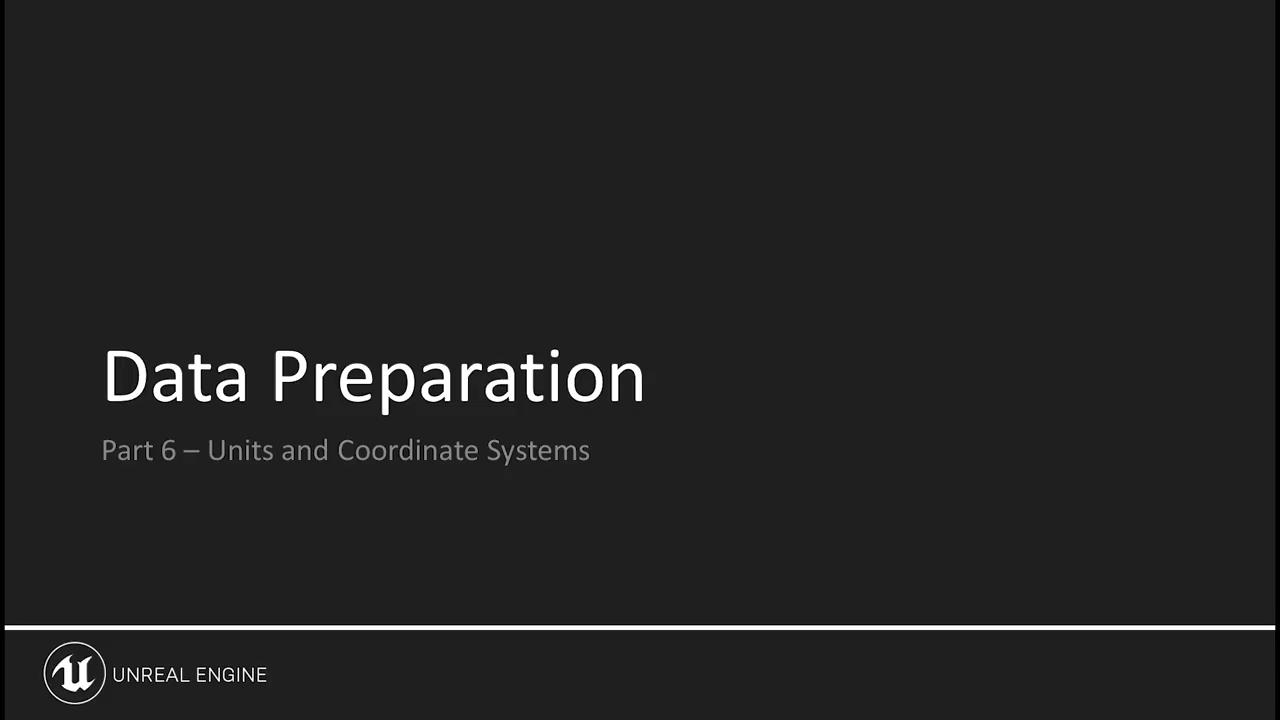 Data Preparation
Part 6 – Units and Coordinate Systems
UNREAL ENGINE